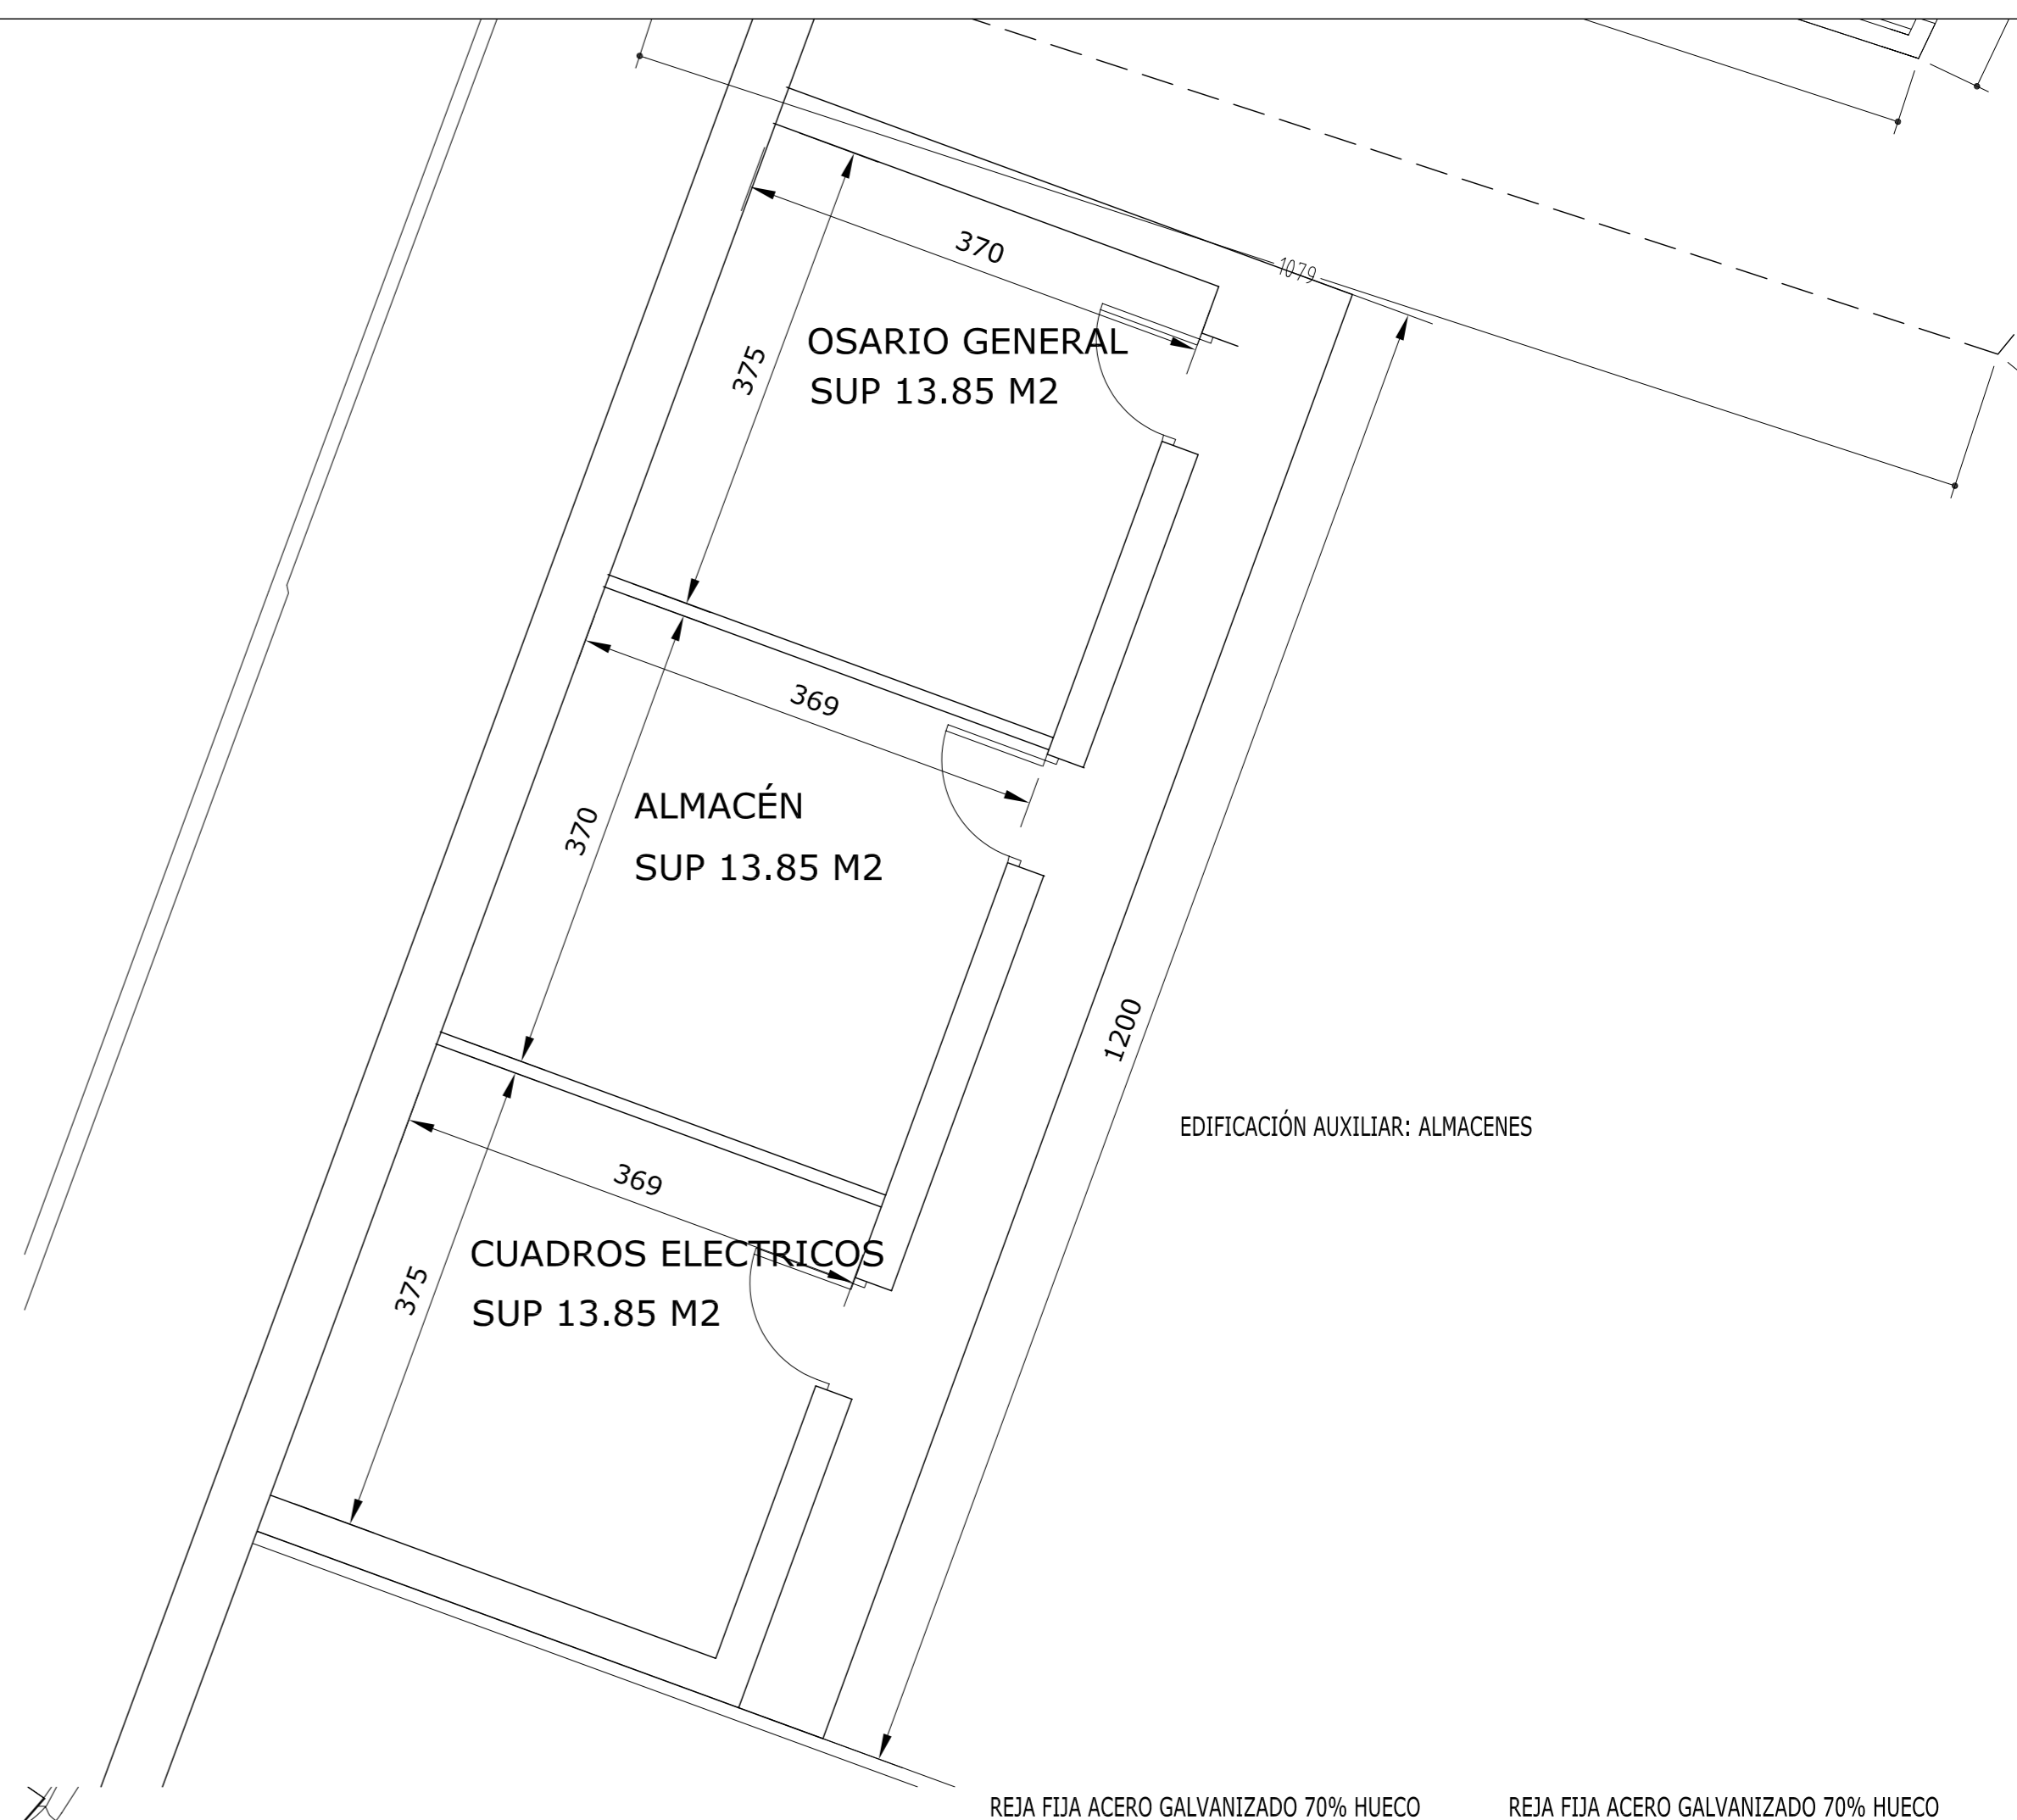 370
1079
OSARIO GENERAL
375
SUP 13.85 M2
369
ALMACÉN
370
SUP 13.85 M2
1200
EDIFICACIÓN AUXILIAR: ALMACENES
369
CUADROS ELECTRICOS
375
SUP 13.85 M2
REJA FIJA ACERO GALVANIZADO 70% HUECO
REJA FIJA ACERO GALVANIZADO 70% HUECO